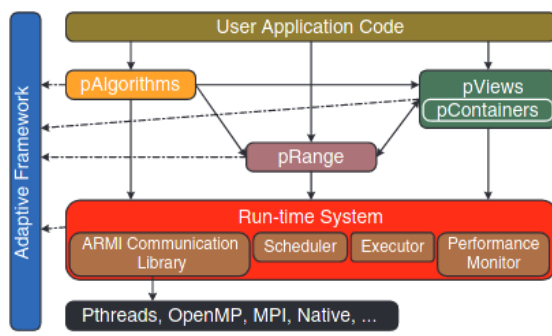 User Application Code
Adaptive Framework
pAlgorithms
pViews
pContainers
pRange
Run-time System
ARMI Communication
Library
Scheduler
Executor
Performance
Monitor
Pthreads, OpenMP, MPI, Native, ...